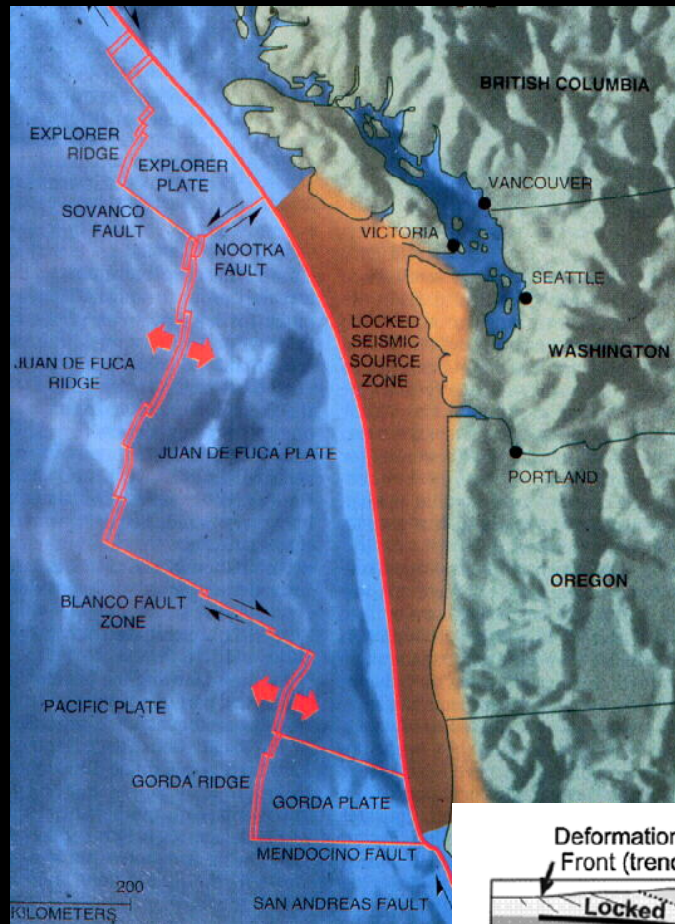 BRITISH COLUMBIA
EXPLORER
RIDGE
EXPLORER
PLATE
VANCOUVER
SOVANCO
FAULT
VICTORIA
NOOTKA
FAULT
SEATTLE
LOCKED
SEISMIC
SOURCE
ZONE
WASHINGTON
JUAN DE FUCA
RIDGE
JUAN DE FUCA PLATE
PORTLAND
OREGON
BLANCO FAULT
ZONE
PACIFIC PLATE
GORDA RIDGE
GORDA PLATE
MENDOCINO FAULT
200
KILOMETERS
SAN ANDREAS FAULT
Deformation
Front (trenc
Locked